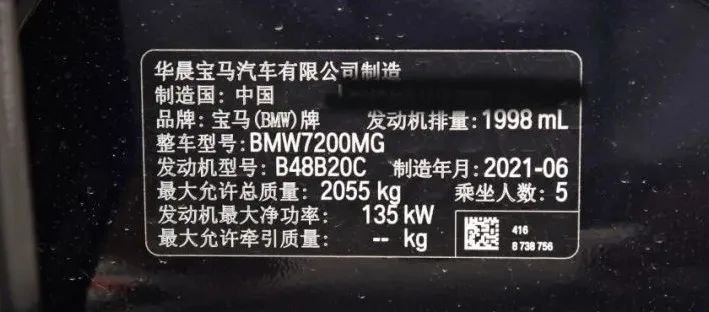 华晨宝马汽车有限公司制造
制造国: 中国
品牌: 宝马(BMW)牌 发动机排量: 1998 mL
整车型号: BMW7200MG
发动机型号: B48B20C 制造年月: 2021-06
最大允许总质量: 2055 kg 乘坐人数: 5
发动机最大净功率: 135 kW
最大允许牵引质量: -- kg
416
8 738 756